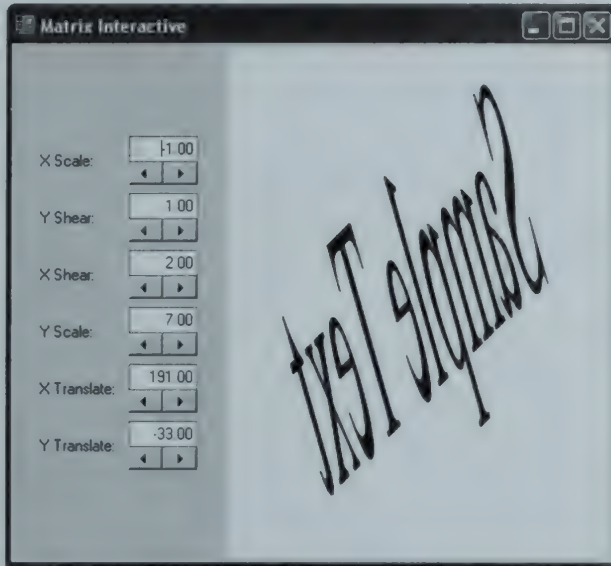 Matrix Interactive
X Scale: -1.00
Y Shear: 1.00
X Shear: 2.00
Y Scale: 7.00
X Translate: 191.00
Y Translate: -33.00
Sample Text